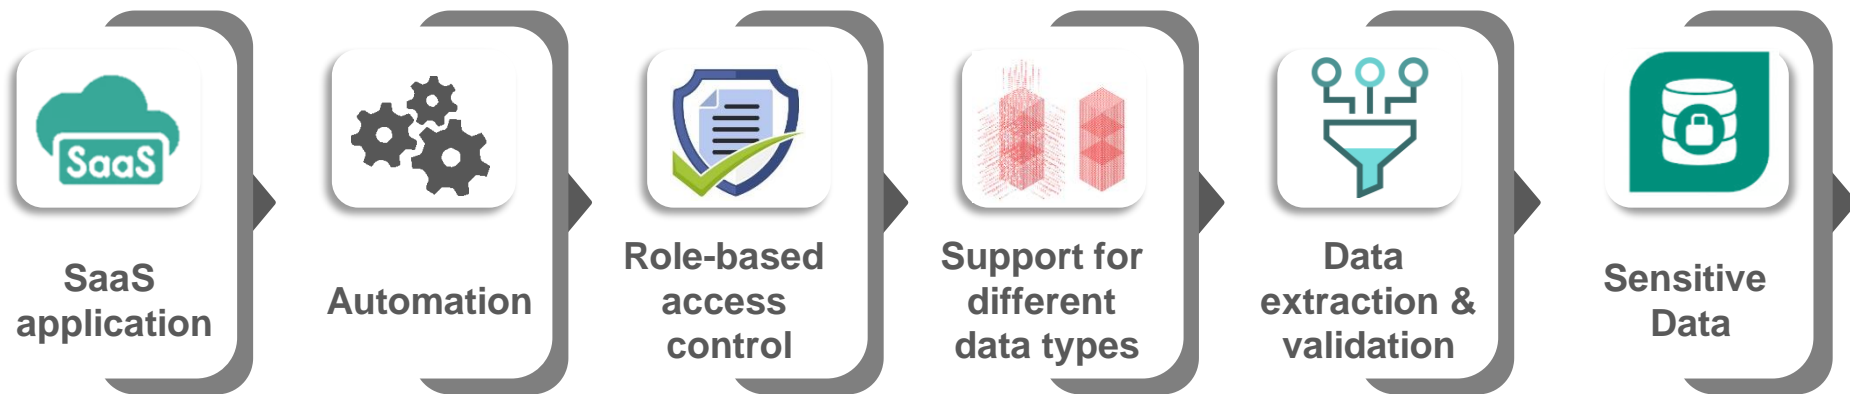 SaaS
SaaS
application
Automation
Role-based
access
control
Support for
different
data types
Data
extraction &
validation
Sensitive
Data